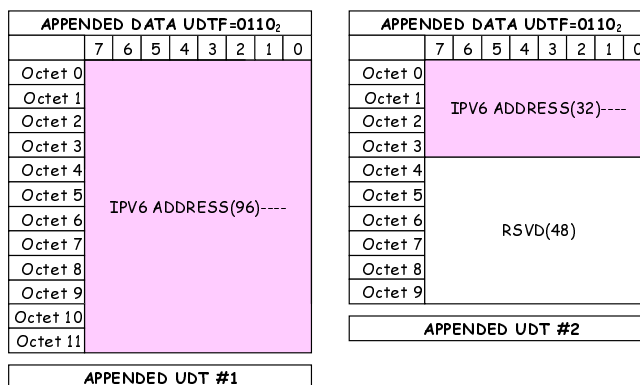 APPENDED DATA UDTF=0110₂
7 6 5 4 3 2 1 0
Octet 0
Octet 1
Octet 2
Octet 3
Octet 4
Octet 5
Octet 6
Octet 7
Octet 8
Octet 9
Octet 10
Octet 11
IPV6 ADDRESS(96)----
APPENDED UDT #1
APPENDED DATA UDTF=0110₂
7 6 5 4 3 2 1 0
Octet 0
Octet 1
Octet 2
Octet 3
Octet 4
Octet 5
Octet 6
Octet 7
Octet 8
Octet 9
IPV6 ADDRESS(32)----
RSVD(48)
APPENDED UDT #2